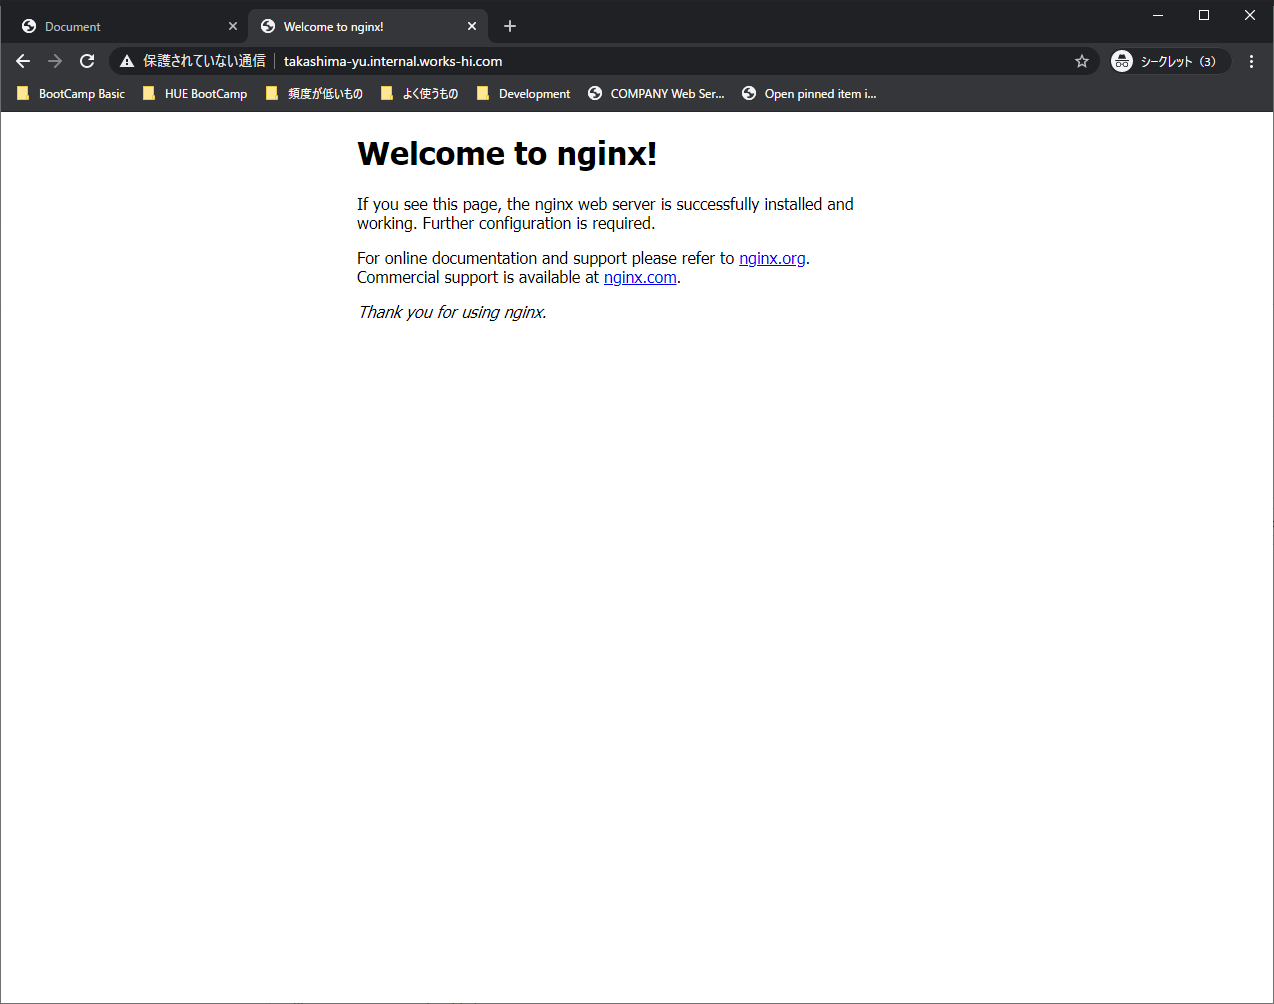 Document
Welcome to nginx!
保護されていない通信 takashima-yu.internal.works-hi.com シークレット (3)
BootCamp Basic HUE BootCamp 頻度が低いもの よく使うもの Development COMPANY Web Ser... Open pinned item i...
Welcome to nginx!
If you see this page, the nginx web server is successfully installed and
working. Further configuration is required.
For online documentation and support please refer to nginx.org.
Commercial support is available at nginx.com.
Thank you for using nginx.